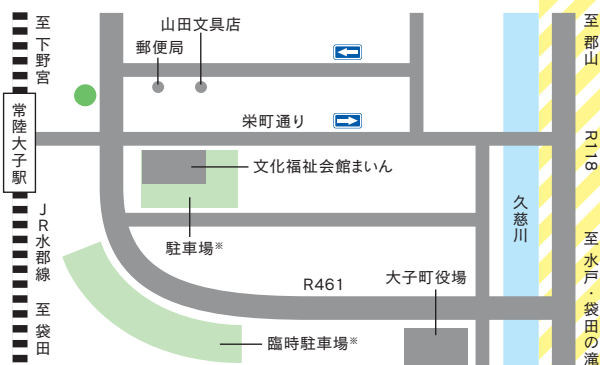 至 下野宮
山田文具店
郵便局
至 郡山
栄町通り
常陸大子駅
R118
文化福祉会館まいん
久慈川
JR水郡線 至 袋田
駐車場※
至 水戸・袋田の滝
大子町役場
R461
臨時駐車場※